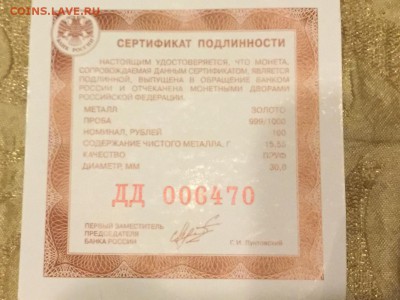 COINS.LAVE.RU
БАНК РОССИИ
СЕРТИФИКАТ ПОДЛИННОСТИ
НАСТОЯЩИМ УДОСТОВЕРЯЕТСЯ, ЧТО МОНЕТА,
СОПРОВОЖДАЕМАЯ ДАННЫМ СЕРТИФИКАТОМ, ЯВЛЯЕТСЯ
ПОДЛИННОЙ, ВЫПУЩЕНА В ОБРАЩЕНИЕ БАНКОМ
РОССИИ И ОТЧЕКАНЕНА МОНЕТНЫМИ ДВОРАМИ
РОССИЙСКОЙ ФЕДЕРАЦИИ.
МЕТАЛЛ ЗОЛОТО
ПРОБА 999/1000
НОМИНАЛ, РУБЛЕЙ 100
СОДЕРЖАНИЕ ЧИСТОГО МЕТАЛЛА, Г 15,55
КАЧЕСТВО ПРУФ
ДИАМЕТР, ММ 30,0
ДД 006470
ПЕРВЫЙ ЗАМЕСТИТЕЛЬ
ПРЕДСЕДАТЕЛЯ
БАНКА РОССИИ Г. И.